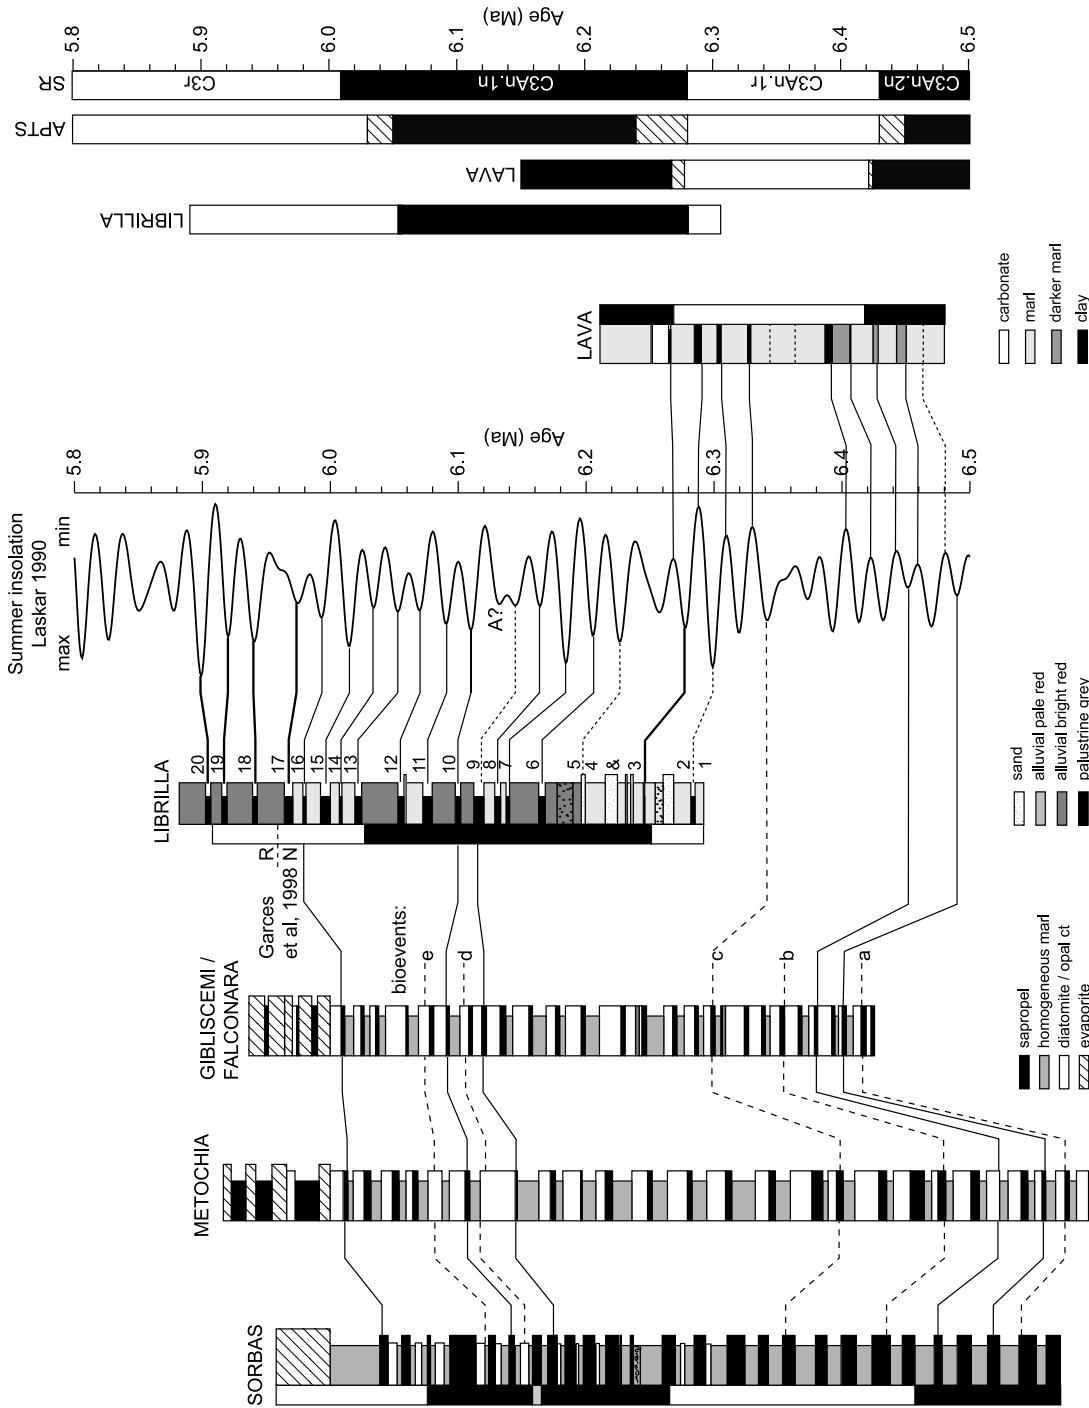 Summer insolation
Laskar 1990
max
min
Age (Ma)
5.8
5.9
6.0
6.1
6.2
6.3
6.4
6.5
Age (Ma)
5.8
5.9
6.0
6.1
6.2
6.3
6.4
6.5
SR
C3r
C3An.1n
C3An.1r
C3An.2n
APTS
LAVA
LIBRILLA
LAVA
carbonate
marl
darker marl
clay
A?
LIBRILLA
20
19
18
17
16
15
14
13
12
11
10
9
8
7
6
5
4
&
3
2
1
R
N
Garces
et al, 1998
sand
alluvial pale red
alluvial bright red
palustrine grey
bioevents:
e
d
c
b
a
GIBLISCEMI /
FALCONARA
sapropel
homogeneous marl
diatomite / opal ct
evaporite
METOCHIA
SORBAS